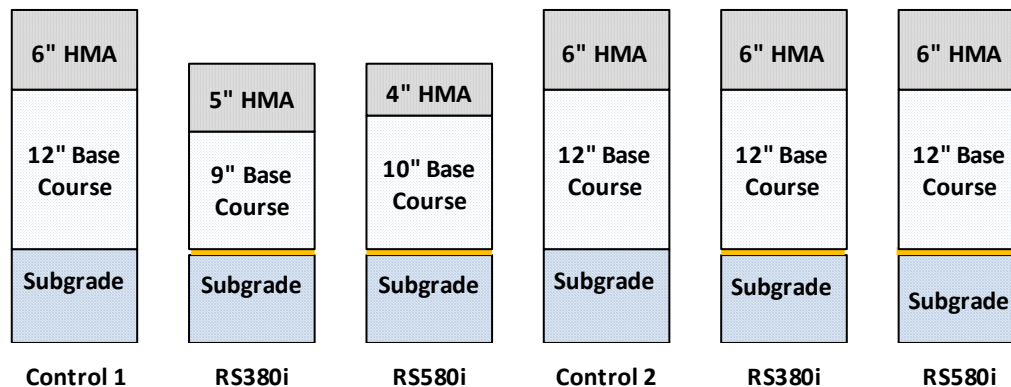 6" HMA
12" Base
Course
Subgrade
Control 1
5" HMA
9" Base
Course
Subgrade
RS380i
4" HMA
10" Base
Course
Subgrade
RS580i
6" HMA
12" Base
Course
Subgrade
Control 2
6" HMA
12" Base
Course
Subgrade
RS380i
6" HMA
12" Base
Course
Subgrade
RS580i